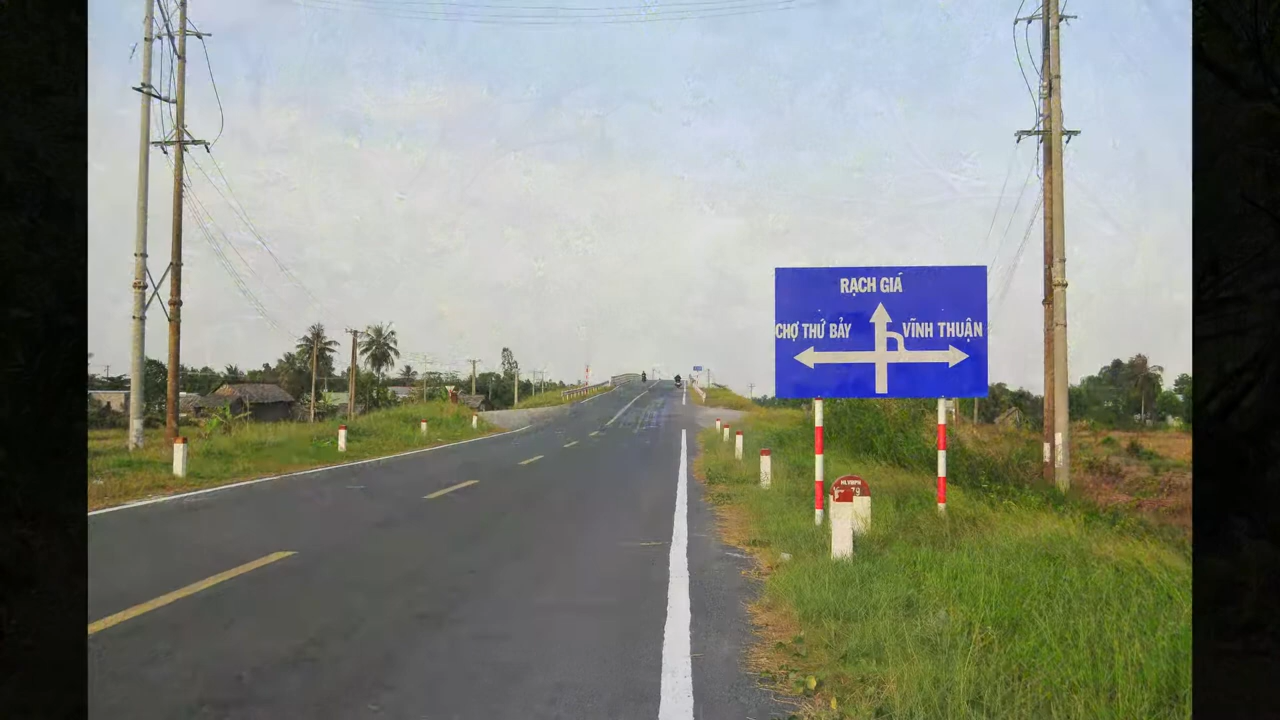 RẠCH GIÁ
CHỢ THỨ BẢY
VĨNH THUẬN